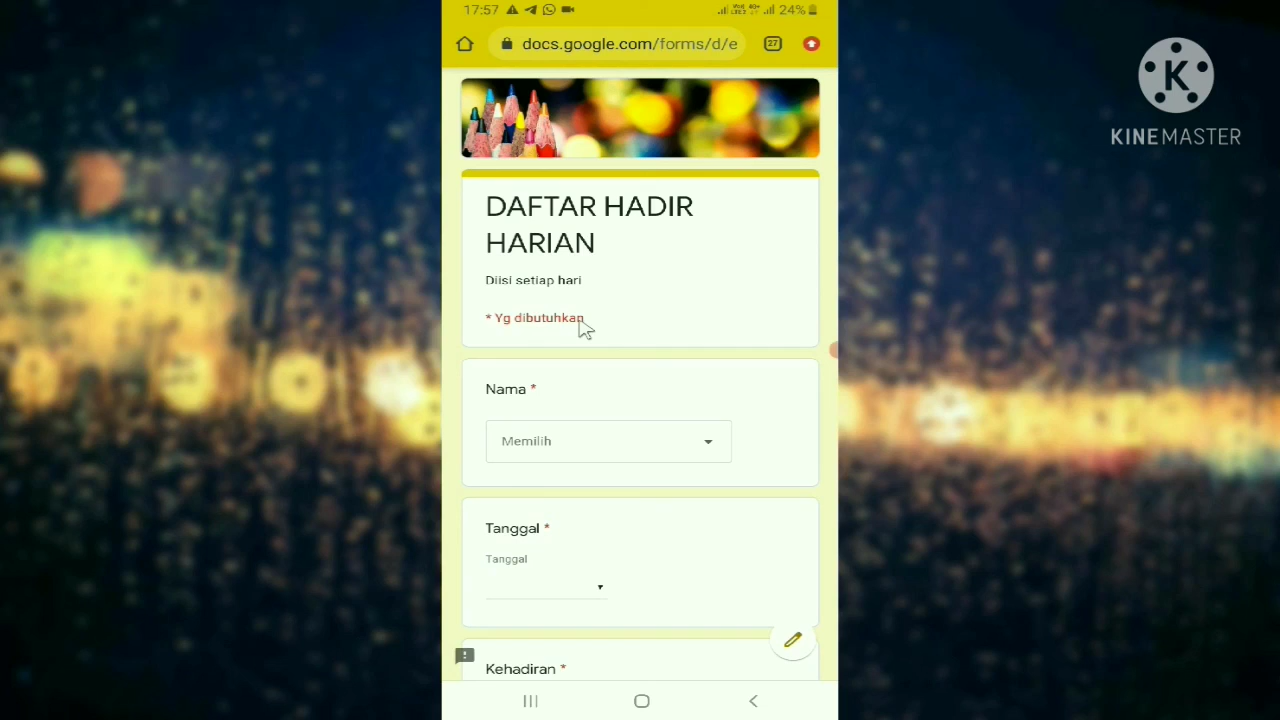 17:57
24%
docs.google.com/forms/d/e
27
K
KINEMASTER
DAFTAR HADIR
HARIAN
Diisi setiap hari
* Yg dibutuhkan
Nama *
Memilih
Tanggal *
Tanggal
Kehadiran *